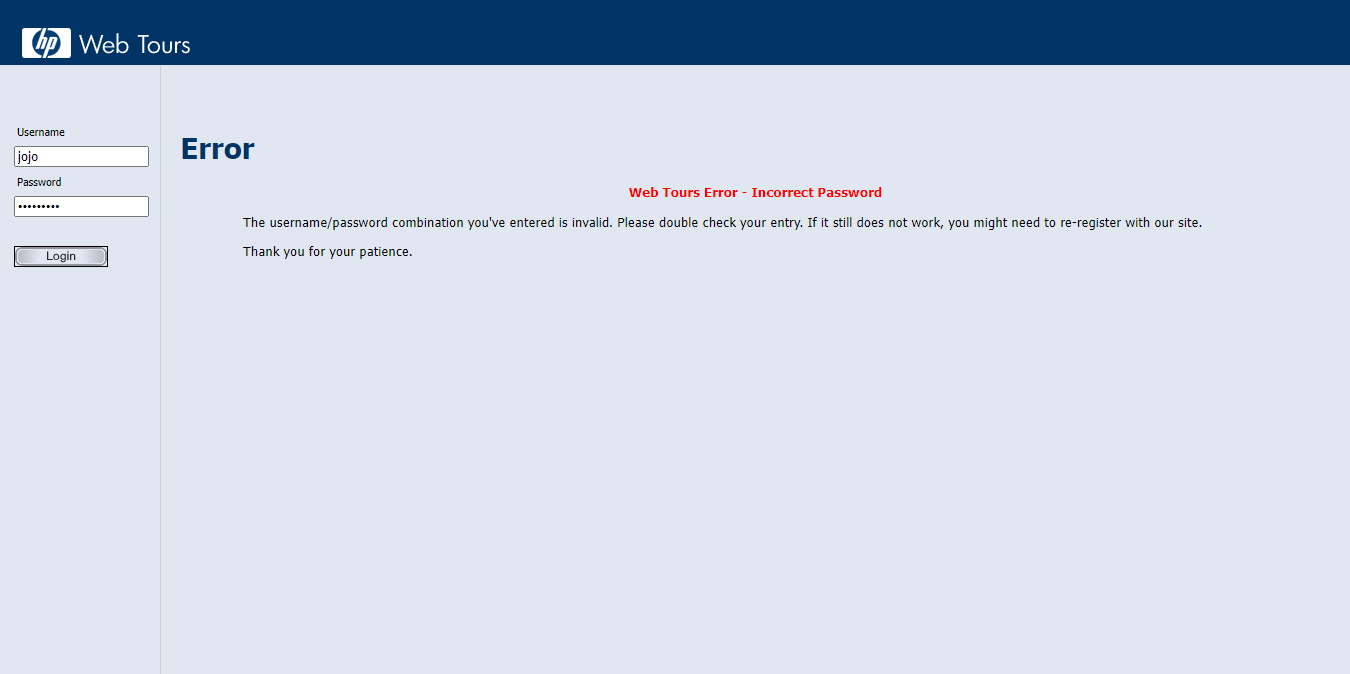 hp Web Tours
Username
jojo
Password
•••••••••
Login
Error
Web Tours Error - Incorrect Password
The username/password combination you've entered is invalid. Please double check your entry. If it still does not work, you might need to re-register with our site.
Thank you for your patience.